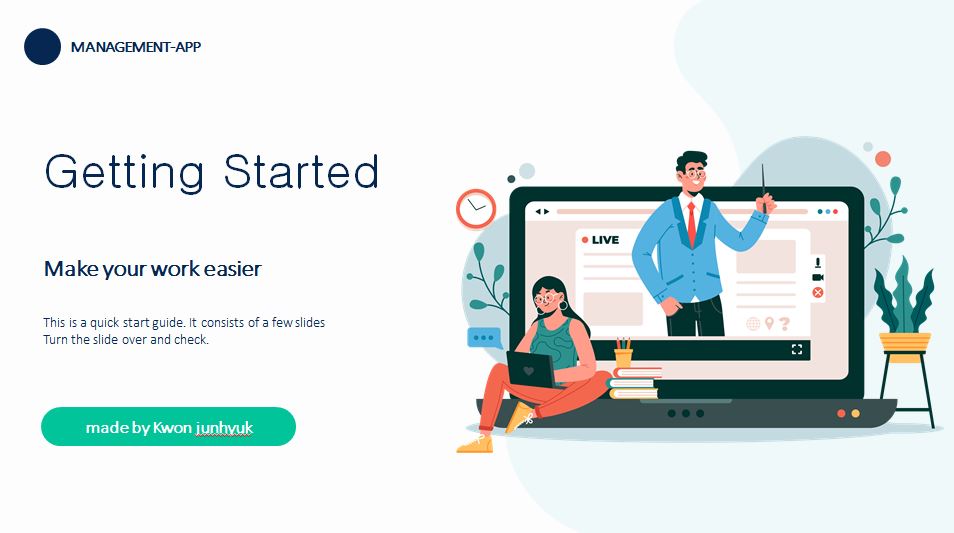 MANAGEMENT-APP
Getting Started
Make your work easier
This is a quick start guide. It consists of a few slides
Turn the slide over and check.
made by Kwon junhyuk
LIVE